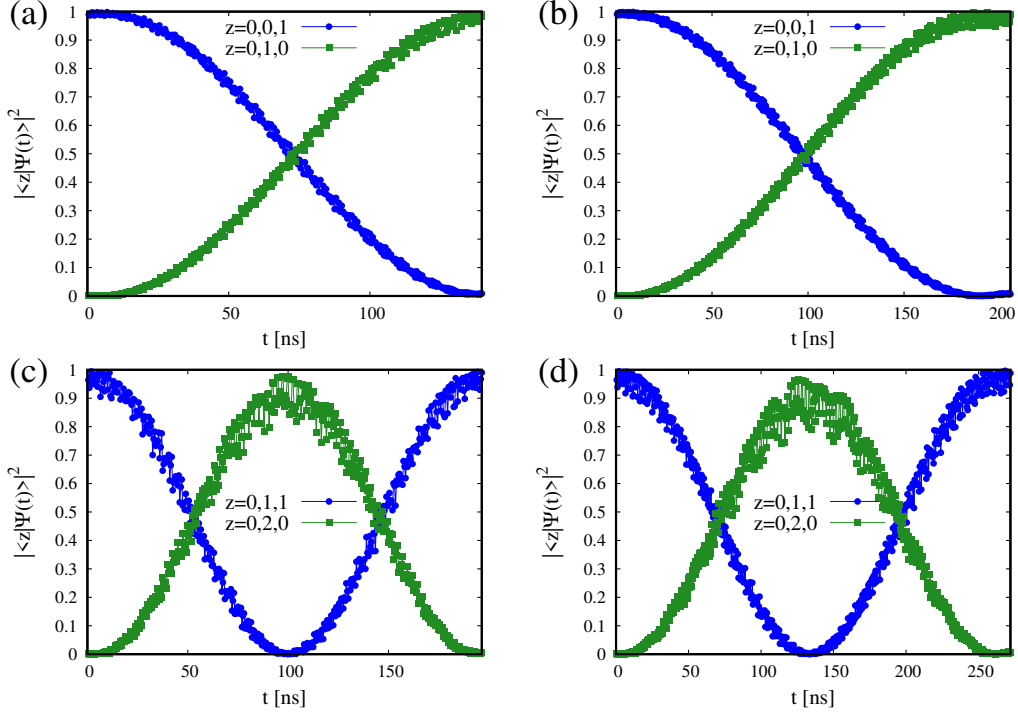 (a)
|<z|Ψ(t)>|²
1
0.9
0.8
0.7
0.6
0.5
0.4
0.3
0.2
0.1
0
z=0,0,1
z=0,1,0
0 50 100
t [ns]
(b)
|<z|Ψ(t)>|²
1
0.9
0.8
0.7
0.6
0.5
0.4
0.3
0.2
0.1
0
z=0,0,1
z=0,1,0
0 50 100 150 200
t [ns]
(c)
|<z|Ψ(t)>|²
1
0.9
0.8
0.7
0.6
0.5
0.4
0.3
0.2
0.1
0
z=0,1,1
z=0,2,0
0 50 100 150
t [ns]
(d)
|<z|Ψ(t)>|²
1
0.9
0.8
0.7
0.6
0.5
0.4
0.3
0.2
0.1
0
z=0,1,1
z=0,2,0
0 50 100 150 200 250
t [ns]